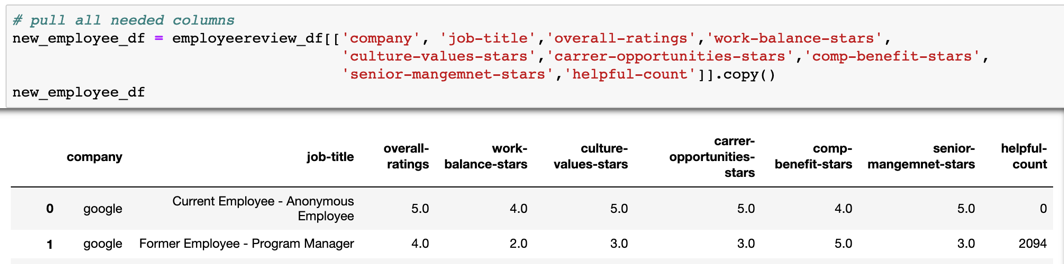 # pull all needed columns
new_employee_df = employeereview_df[['company', 'job-title','overall-ratings','work-balance-stars',
'culture-values-stars','carrer-opportunities-stars','comp-benefit-stars',
'senior-mangemnet-stars','helpful-count']].copy()
new_employee_df
company job-title overall-ratings work-balance-stars culture-values-stars carrer-opportunities-stars comp-benefit-stars senior-mangemnet-stars helpful-count
0 google Current Employee - Anonymous Employee 5.0 4.0 5.0 5.0 4.0 5.0 0
1 google Former Employee - Program Manager 4.0 2.0 3.0 3.0 5.0 3.0 2094